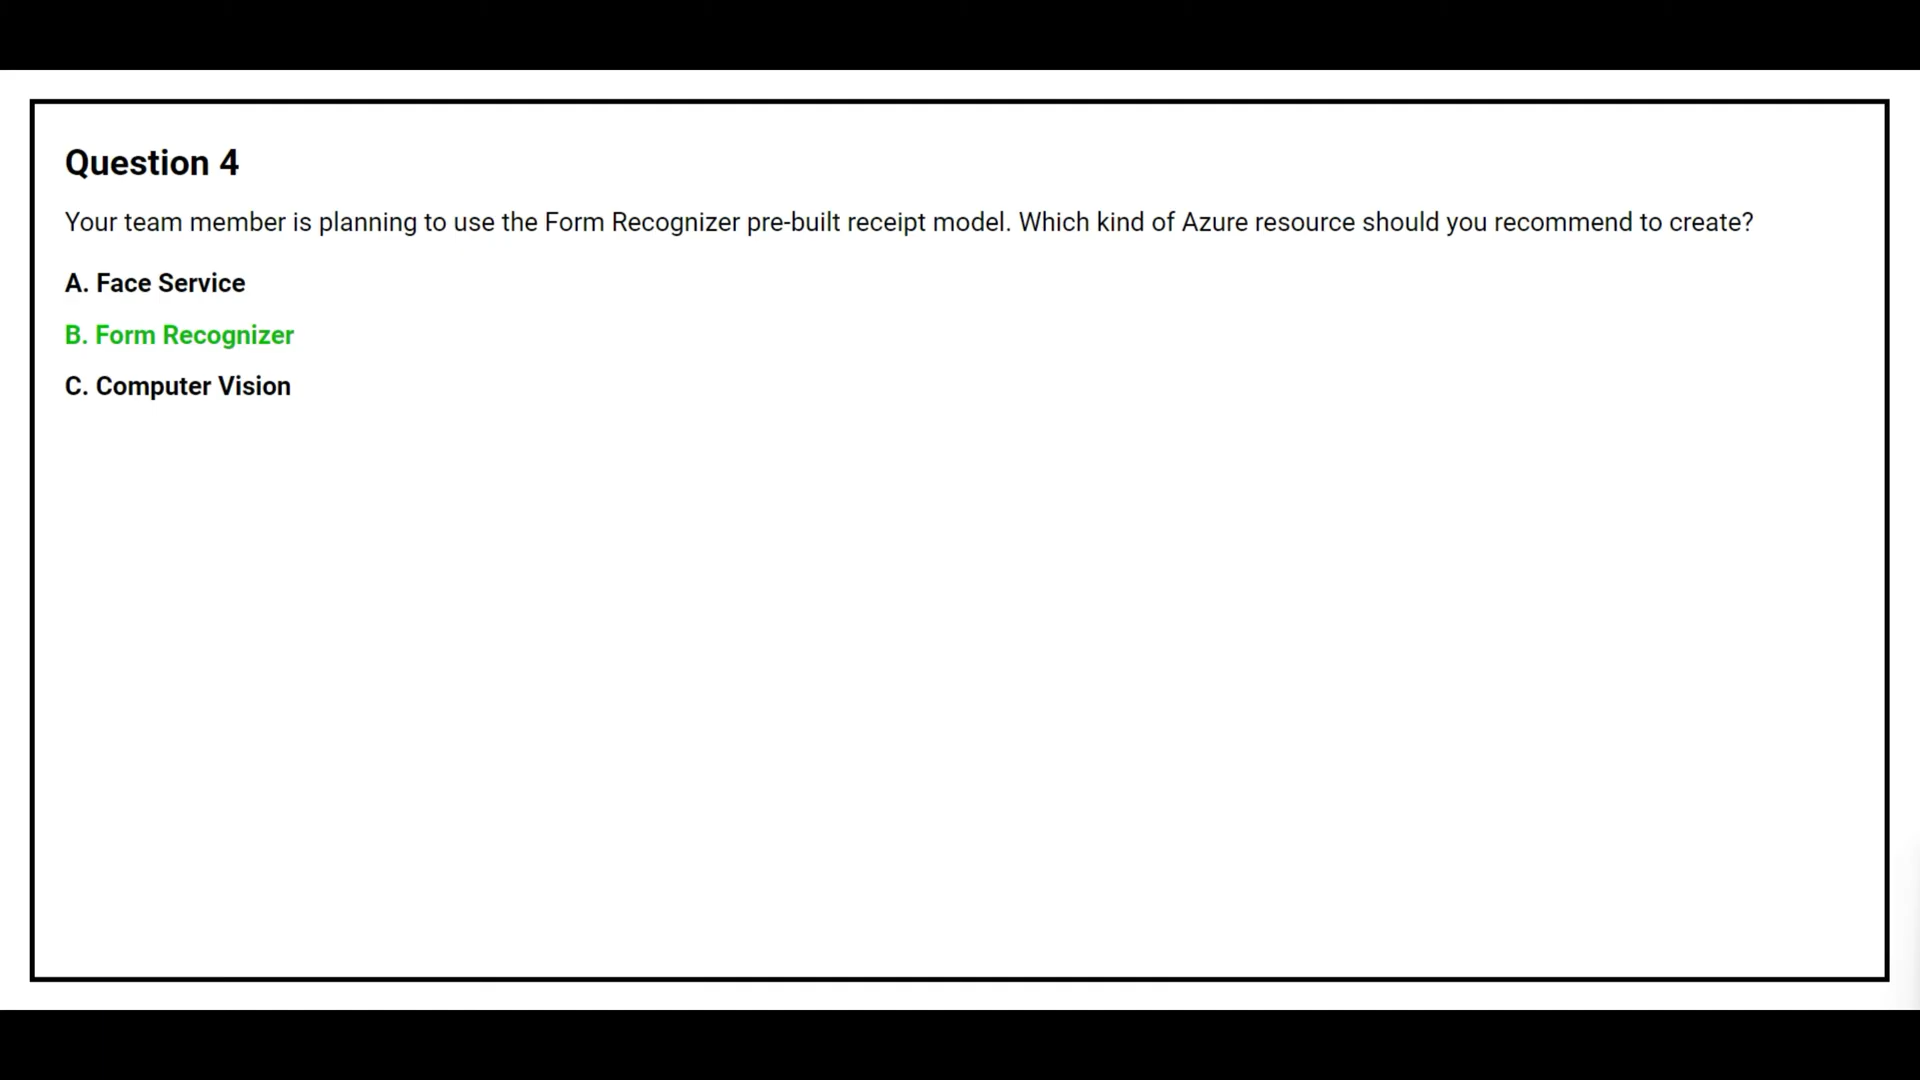 Question 4
Your team member is planning to use the Form Recognizer pre-built receipt model. Which kind of Azure resource should you recommend to create?
A. Face Service
B. Form Recognizer
C. Computer Vision